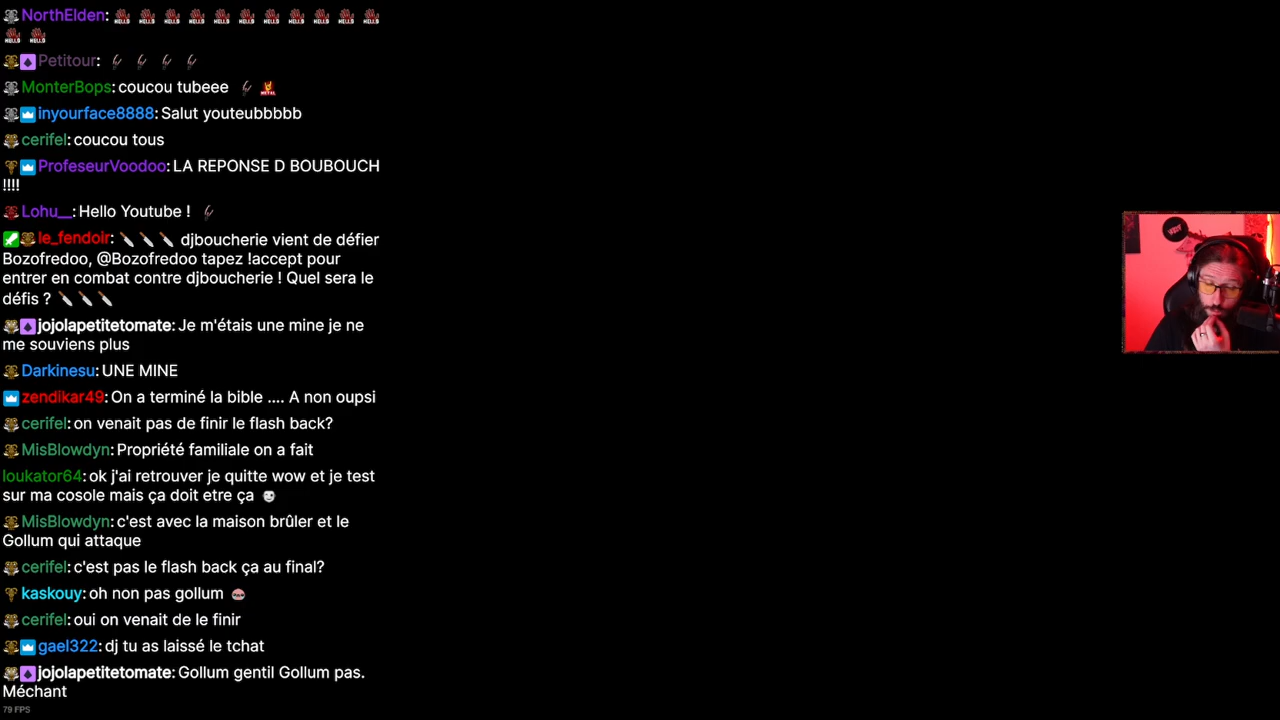 NorthElden:
Petitour:
MonterBops: coucou tubeee
inyourface8888: Salut youteubbbbb
cerifel: coucou tous
ProfeseurVoodoo: LA REPONSE D BOUBOUCH
!!!!
Lohu__: Hello Youtube !
le_fendoir: djboucherie vient de défier
Bozofredoo, @Bozofredoo tapez !accept pour
entrer en combat contre djboucherie ! Quel sera le
défis ?
jojolapetitetomate: Je m'étais une mine je ne
me souviens plus
Darkinesu: UNE MINE
zendikar49: On a terminé la bible .... A non oupsi
cerifel: on venait pas de finir le flash back?
MisBlowdyn: Propriété familiale on a fait
loukator64: ok j'ai retrouver je quitte wow et je test
sur ma cosole mais ça doit etre ça
MisBlowdyn: c'est avec la maison brûler et le
Gollum qui attaque
cerifel: c'est pas le flash back ça au final?
kaskouy: oh non pas gollum
cerifel: oui on venait de le finir
gael322: dj tu as laissé le tchat
jojolapetitetomate: Gollum gentil Gollum pas.
Méchant
79 FPS